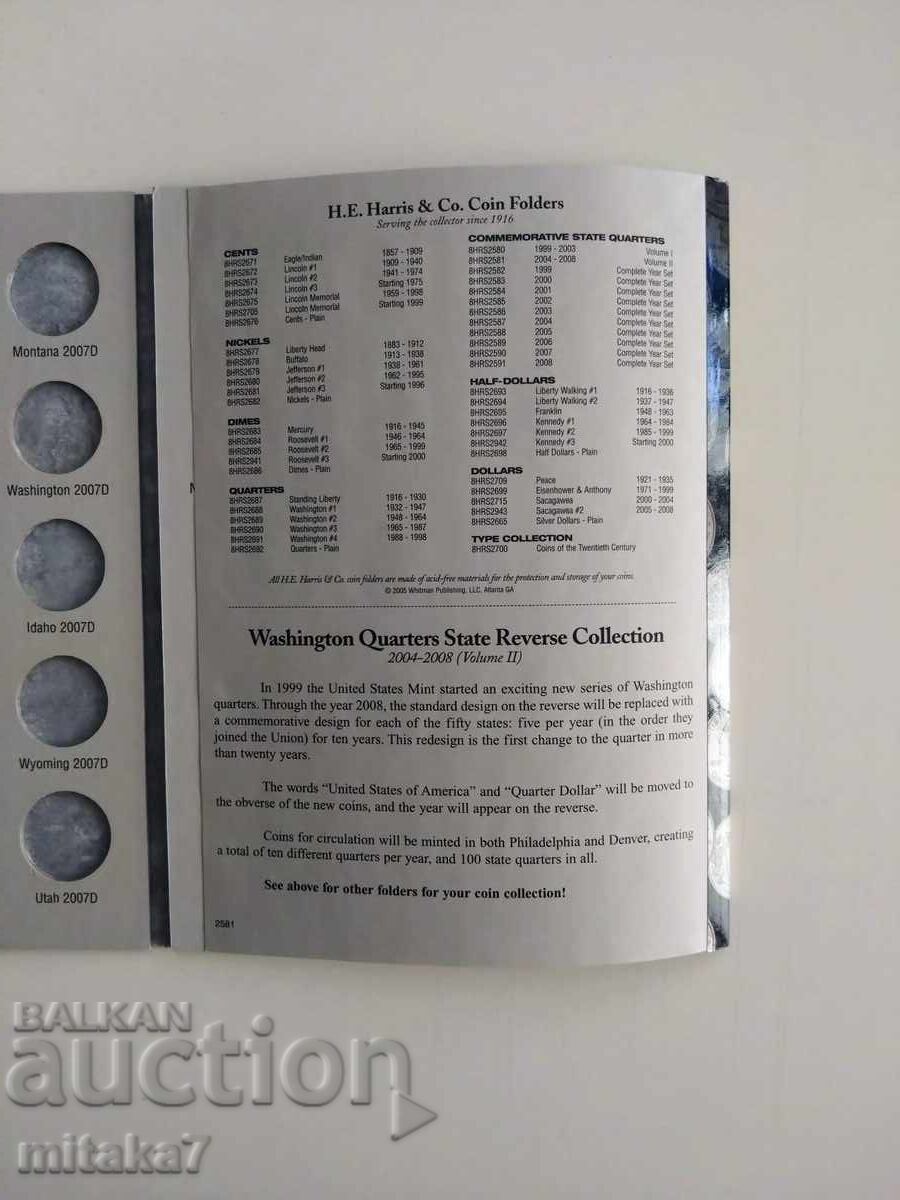 Montana 2007D
Washington 2007D
Idaho 2007D
Wyoming 2007D
Utah 2007D
H.E. Harris & Co. Coin Folders
Serving the collector since 1916
CENTS
8HRS2671 Eagle/Indian 1857 - 1909
8HRS2672 Lincoln #1 1909 - 1940
8HRS2673 Lincoln #2 1941 - 1974
8HRS2674 Lincoln #3 Starting 1975
8HRS2675 Lincoln Memorial 1959 - 1998
8HRS2705 Lincoln Memorial Starting 1999
8HRS2676 Cents - Plain
NICKELS
8HRS2677 Liberty Head 1883 - 1912
8HRS2678 Buffalo 1913 - 1938
8HRS2679 Jefferson #1 1938 - 1961
8HRS2680 Jefferson #2 1962 - 1995
8HRS2681 Jefferson #3 Starting 1996
8HRS2682 Nickels - Plain
DIMES
8HRS2683 Mercury 1916 - 1945
8HRS2684 Roosevelt #1 1946 - 1964
8HRS2685 Roosevelt #2 1965 - 1999
8HRS2941 Roosevelt #3 Starting 2000
8HRS2686 Dimes - Plain
QUARTERS
8HRS2687 Standing Liberty 1916 - 1930
8HRS2688 Washington #1 1932 - 1947
8HRS2689 Washington #2 1948 - 1964
8HRS2690 Washington #3 1965 - 1987
8HRS2691 Washington #4 1988 - 1998
8HRS2692 Quarters - Plain
COMMEMORATIVE STATE QUARTERS
8HRS2580 1999 - 2003 Volume I
8HRS2581 2004 - 2008 Volume II
8HRS2582 1999 Complete Year Set
8HRS2583 2000 Complete Year Set
8HRS2584 2001 Complete Year Set
8HRS2585 2002 Complete Year Set
8HRS2586 2003 Complete Year Set
8HRS2587 2004 Complete Year Set
8HRS2588 2005 Complete Year Set
8HRS2589 2006 Complete Year Set
8HRS2590 2007 Complete Year Set
8HRS2591 2008 Complete Year Set
HALF-DOLLARS
8HRS2693 Liberty Walking #1 1916 - 1936
8HRS2694 Liberty Walking #2 1937 - 1947
8HRS2695 Franklin 1948 - 1963
8HRS2696 Kennedy #1 1964 - 1984
8HRS2697 Kennedy #2 1985 - 1999
8HRS2942 Kennedy #3 Starting 2000
8HRS2698 Half Dollars - Plain
DOLLARS
8HRS2709 Peace 1921 - 1935
8HRS2699 Eisenhower & Anthony 1971 - 1999
8HRS2715 Sacagawea 2000 - 2004
8HRS2943 Sacagawea #2 2005 - 2008
8HRS2665 Silver Dollars - Plain
TYPE COLLECTION
8HRS2700 Coins of the Twentieth Century
All H.E. Harris & Co. coin folders are made of acid-free materials for the protection and storage of your coins.
© 2005 Whitman Publishing, LLC, Atlanta GA
Washington Quarters State Reverse Collection
2004–2008 (Volume II)
In 1999 the United States Mint started an exciting new series of Washington
quarters. Through the year 2008, the standard design on the reverse will be replaced with
a commemorative design for each of the fifty states: five per year (in the order they
joined the Union) for ten years. This redesign is the first change to the quarter in more
than twenty years.
The words “United States of America” and “Quarter Dollar” will be moved to
the obverse of the new coins, and the year will appear on the reverse.
Coins for circulation will be minted in both Philadelphia and Denver, creating
a total of ten different quarters per year, and 100 state quarters in all.
See above for other folders for your coin collection!
2581
BALKAN
auction
mitaka7